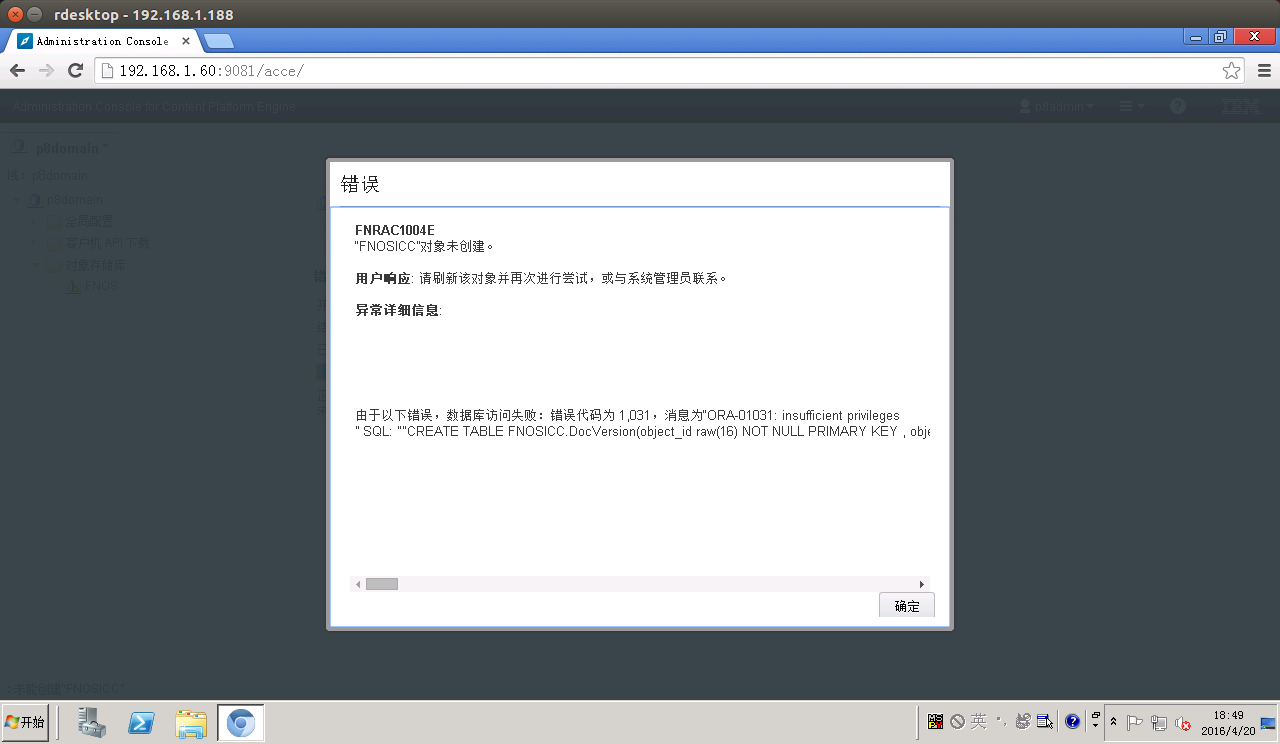 rdesktop - 192.168.1.188
Administration Console
192.168.1.60:9081/acce/
Administration Console for Content Platform Engine
p8admin
IBM
p8domain
p8domain
p8domain
全局配置
客户机 API 下载
对象存储库
FNOS
错误
FNRAC1004E
"FNOSICC"对象未创建。
用户响应: 请刷新该对象并再次进行尝试，或与系统管理员联系。
异常详细信息:
由于以下错误，数据库访问失败：错误代码为 1,031，消息为"ORA-01031: insufficient privileges
" SQL: ""CREATE TABLE FNOSICC.DocVersion(object_id raw(16) NOT NULL PRIMARY KEY , obje
确定
未能创建"FNOSICC"
开始
英
18:49
2016/4/20